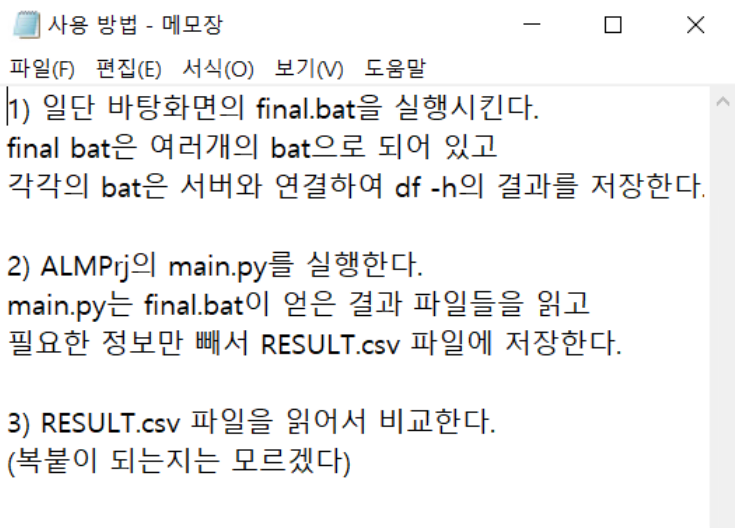 사용 방법 - 메모장
파일(F) 편집(E) 서식(O) 보기(V) 도움말
1) 일단 바탕화면의 final.bat을 실행시킨다.
final bat은 여러개의 bat으로 되어 있고
각각의 bat은 서버와 연결하여 df -h의 결과를 저장한다.
2) ALMPrj의 main.py를 실행한다.
main.py는 final.bat이 얻은 결과 파일들을 읽고
필요한 정보만 빼서 RESULT.csv 파일에 저장한다.
3) RESULT.csv 파일을 읽어서 비교한다.
(복붙이 되는지는 모르겠다)